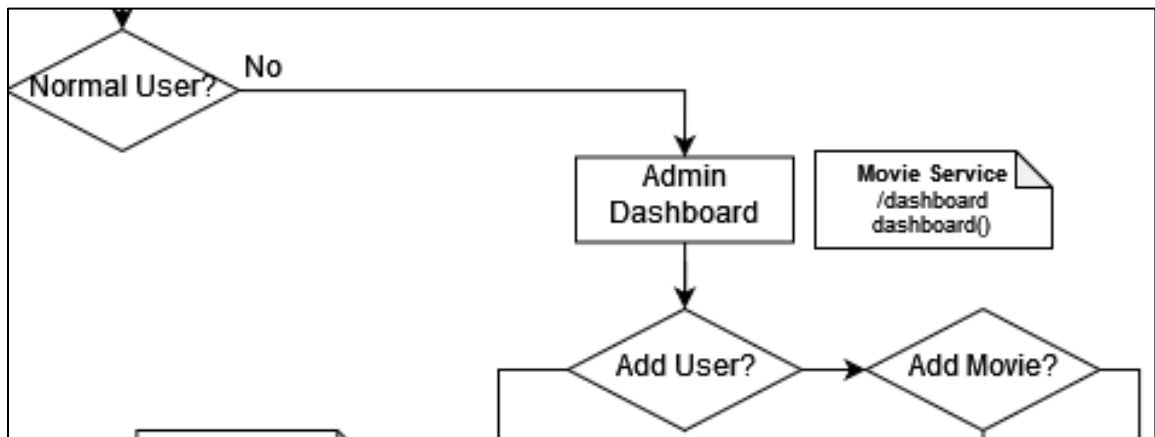 Normal User?
No
Admin
Dashboard
Movie Service
/dashboard
dashboard()
Add User?
Add Movie?